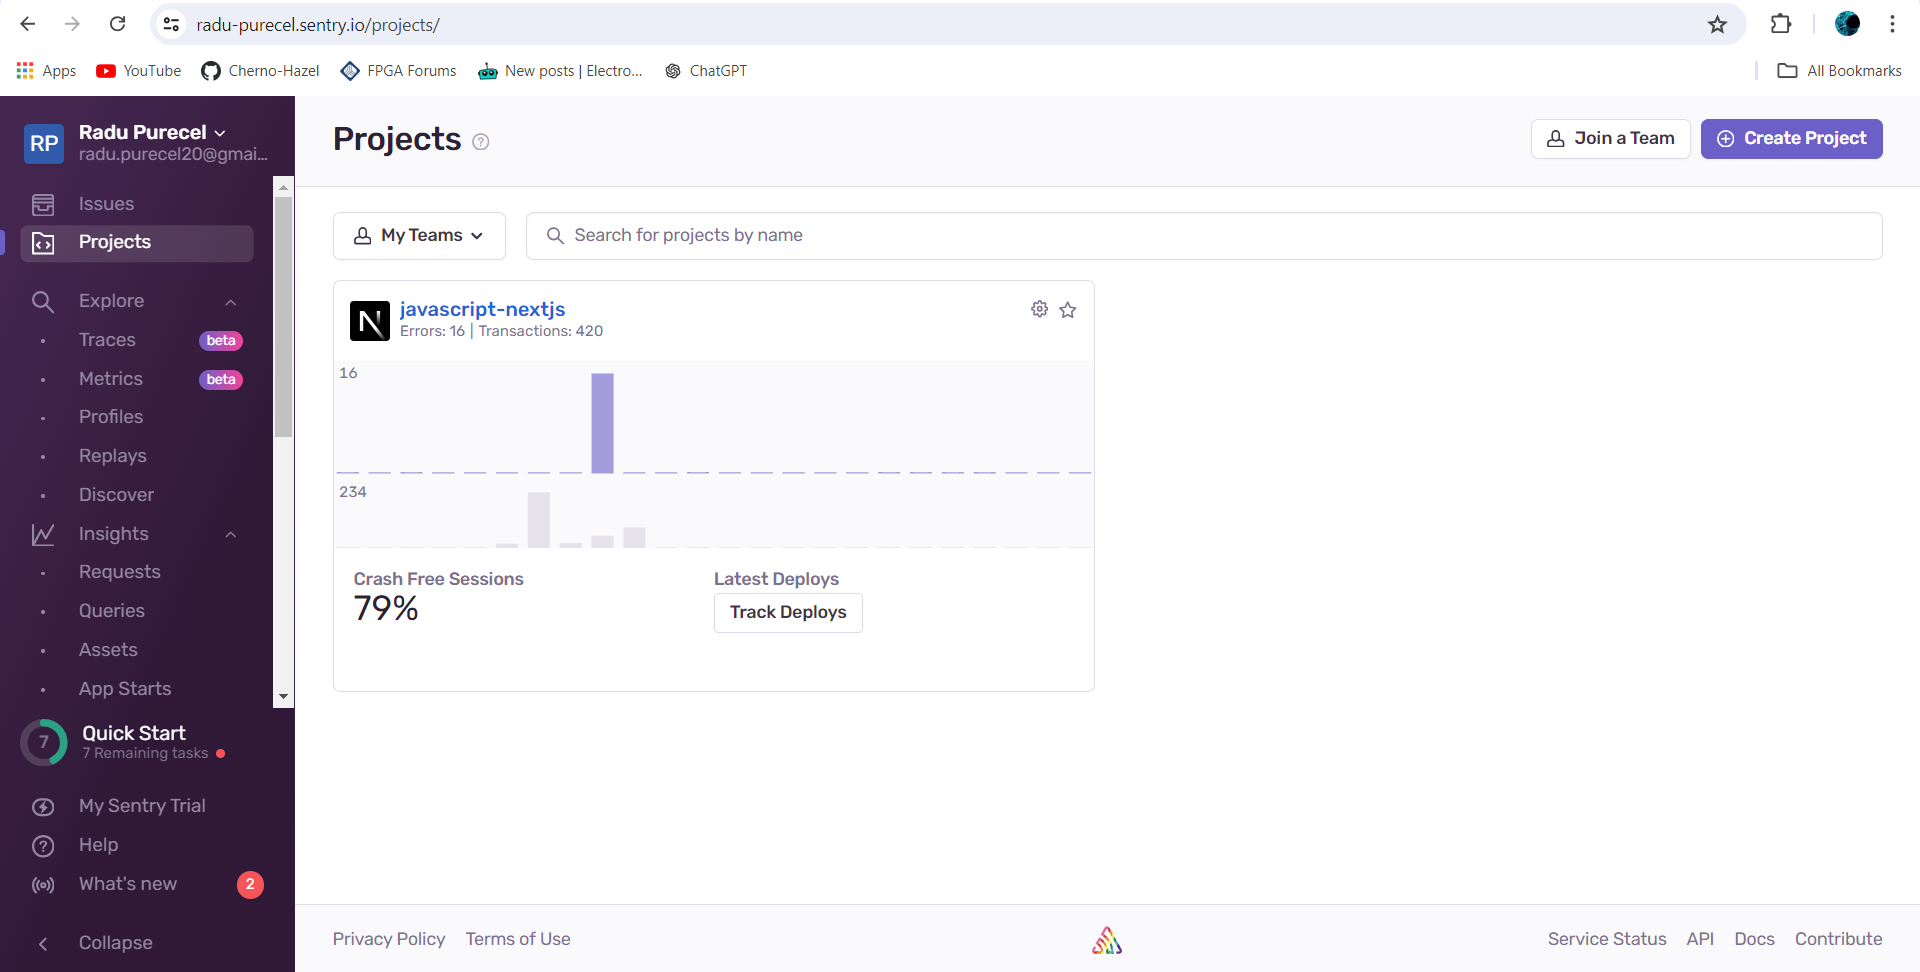 radu-purecel.sentry.io/projects/
Apps YouTube Cherno-Hazel FPGA Forums New posts | Electro... ChatGPT All Bookmarks
RP
Radu Purecel
radu.purecel20@gmai...
Issues
Projects
Explore
Traces beta
Metrics beta
Profiles
Replays
Discover
Insights
Requests
Queries
Assets
App Starts
7
Quick Start
7 Remaining tasks
My Sentry Trial
Help
What's new 2
Collapse
Projects ?
Join a Team
Create Project
My Teams
Search for projects by name
N
javascript-nextjs
Errors: 16 | Transactions: 420
16
234
Crash Free Sessions
79%
Latest Deploys
Track Deploys
Privacy Policy Terms of Use
Service Status API Docs Contribute